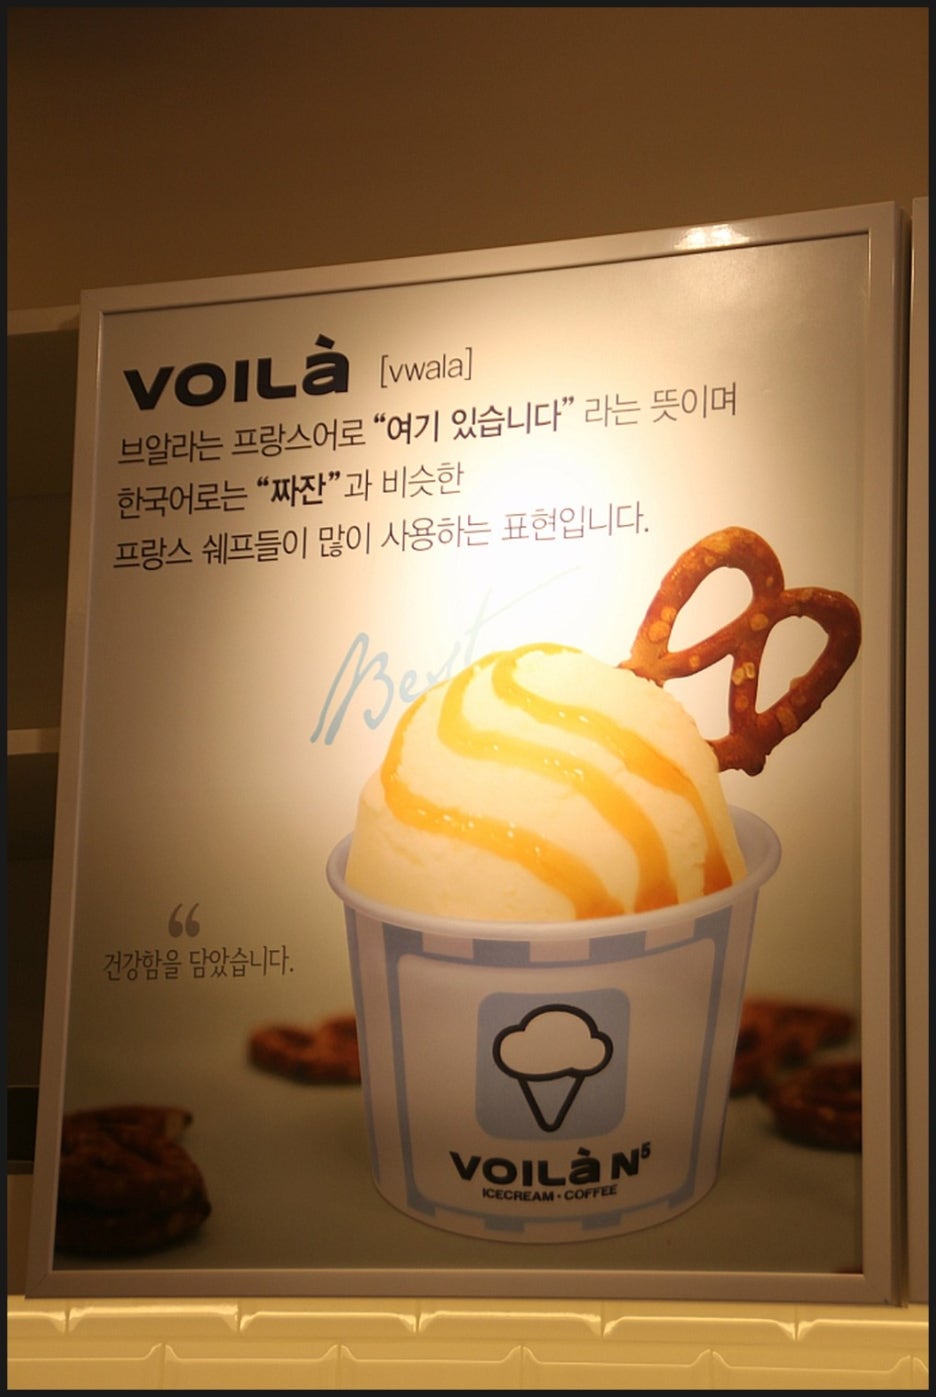 VOILà [vwala]
브알라는 프랑스어로 “여기 있습니다” 라는 뜻이며
한국어로는 “짜잔”과 비슷한
프랑스 쉐프들이 많이 사용하는 표현입니다.
Best
“
건강함을 담았습니다.
VOILà N5
ICECREAM·COFFEE